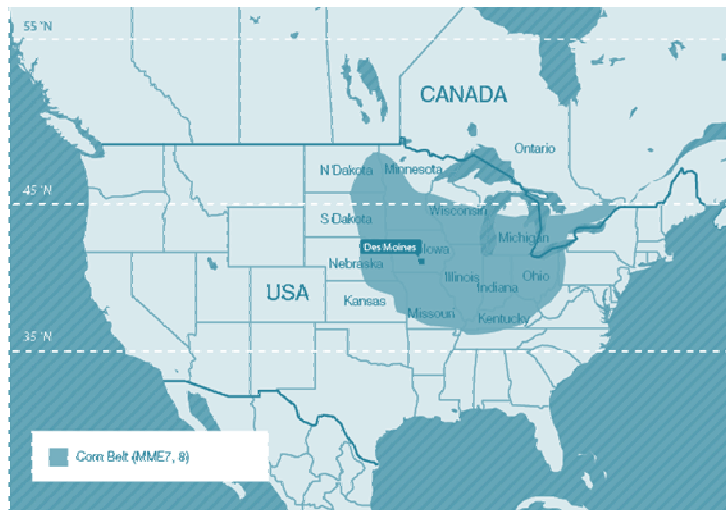 55 °N
CANADA
Ontario
N Dakota
Minnesota
45 °N
Wisconsin
S Dakota
Michigan
Des Moines
Iowa
Nebraska
Illinois
Ohio
Indiana
USA
Kansas
Missouri
Kentucky
35 °N
Corn Belt (MME7, 8)